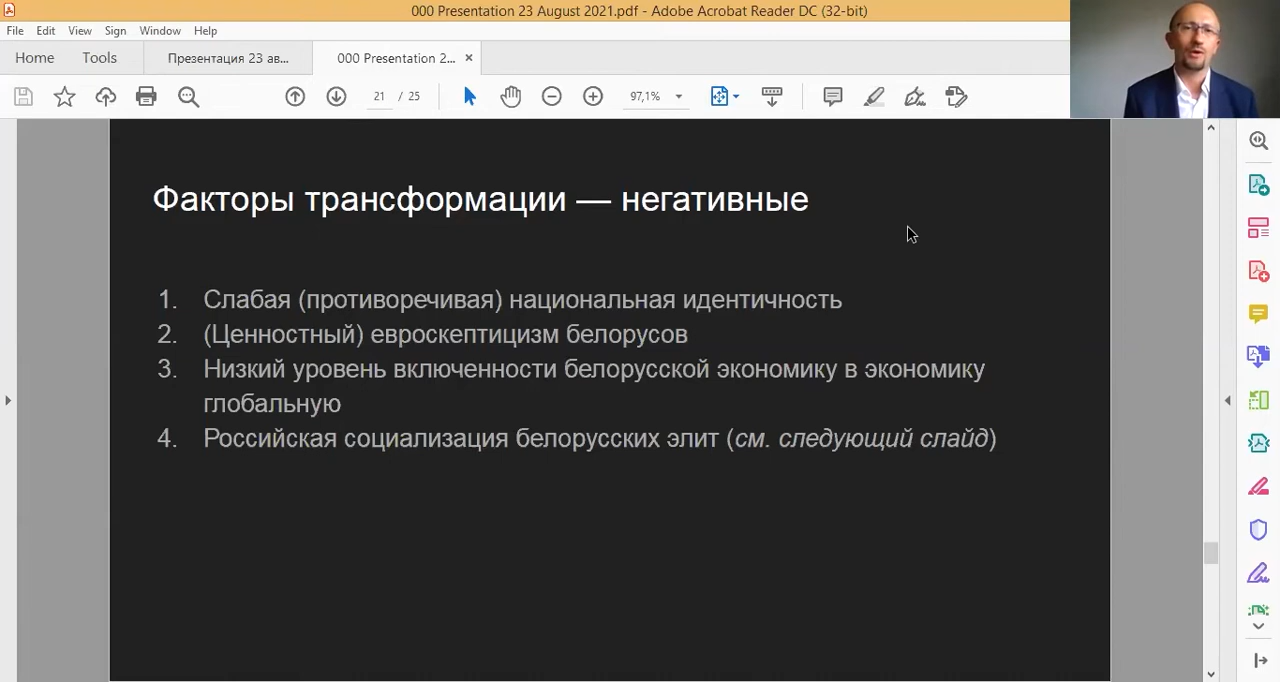 000 Presentation 23 August 2021.pdf - Adobe Acrobat Reader DC (32-bit)
File Edit View Sign Window Help
Home Tools Презентация 23 ав... 000 Presentation 2... ×
21 / 25 97,1%
Факторы трансформации — негативные
1. Слабая (противоречивая) национальная идентичность
2. (Ценностный) евроскептицизм белорусов
3. Низкий уровень включенности белорусской экономику в экономику
глобальную
4. Российская социализация белорусских элит (см. следующий слайд)